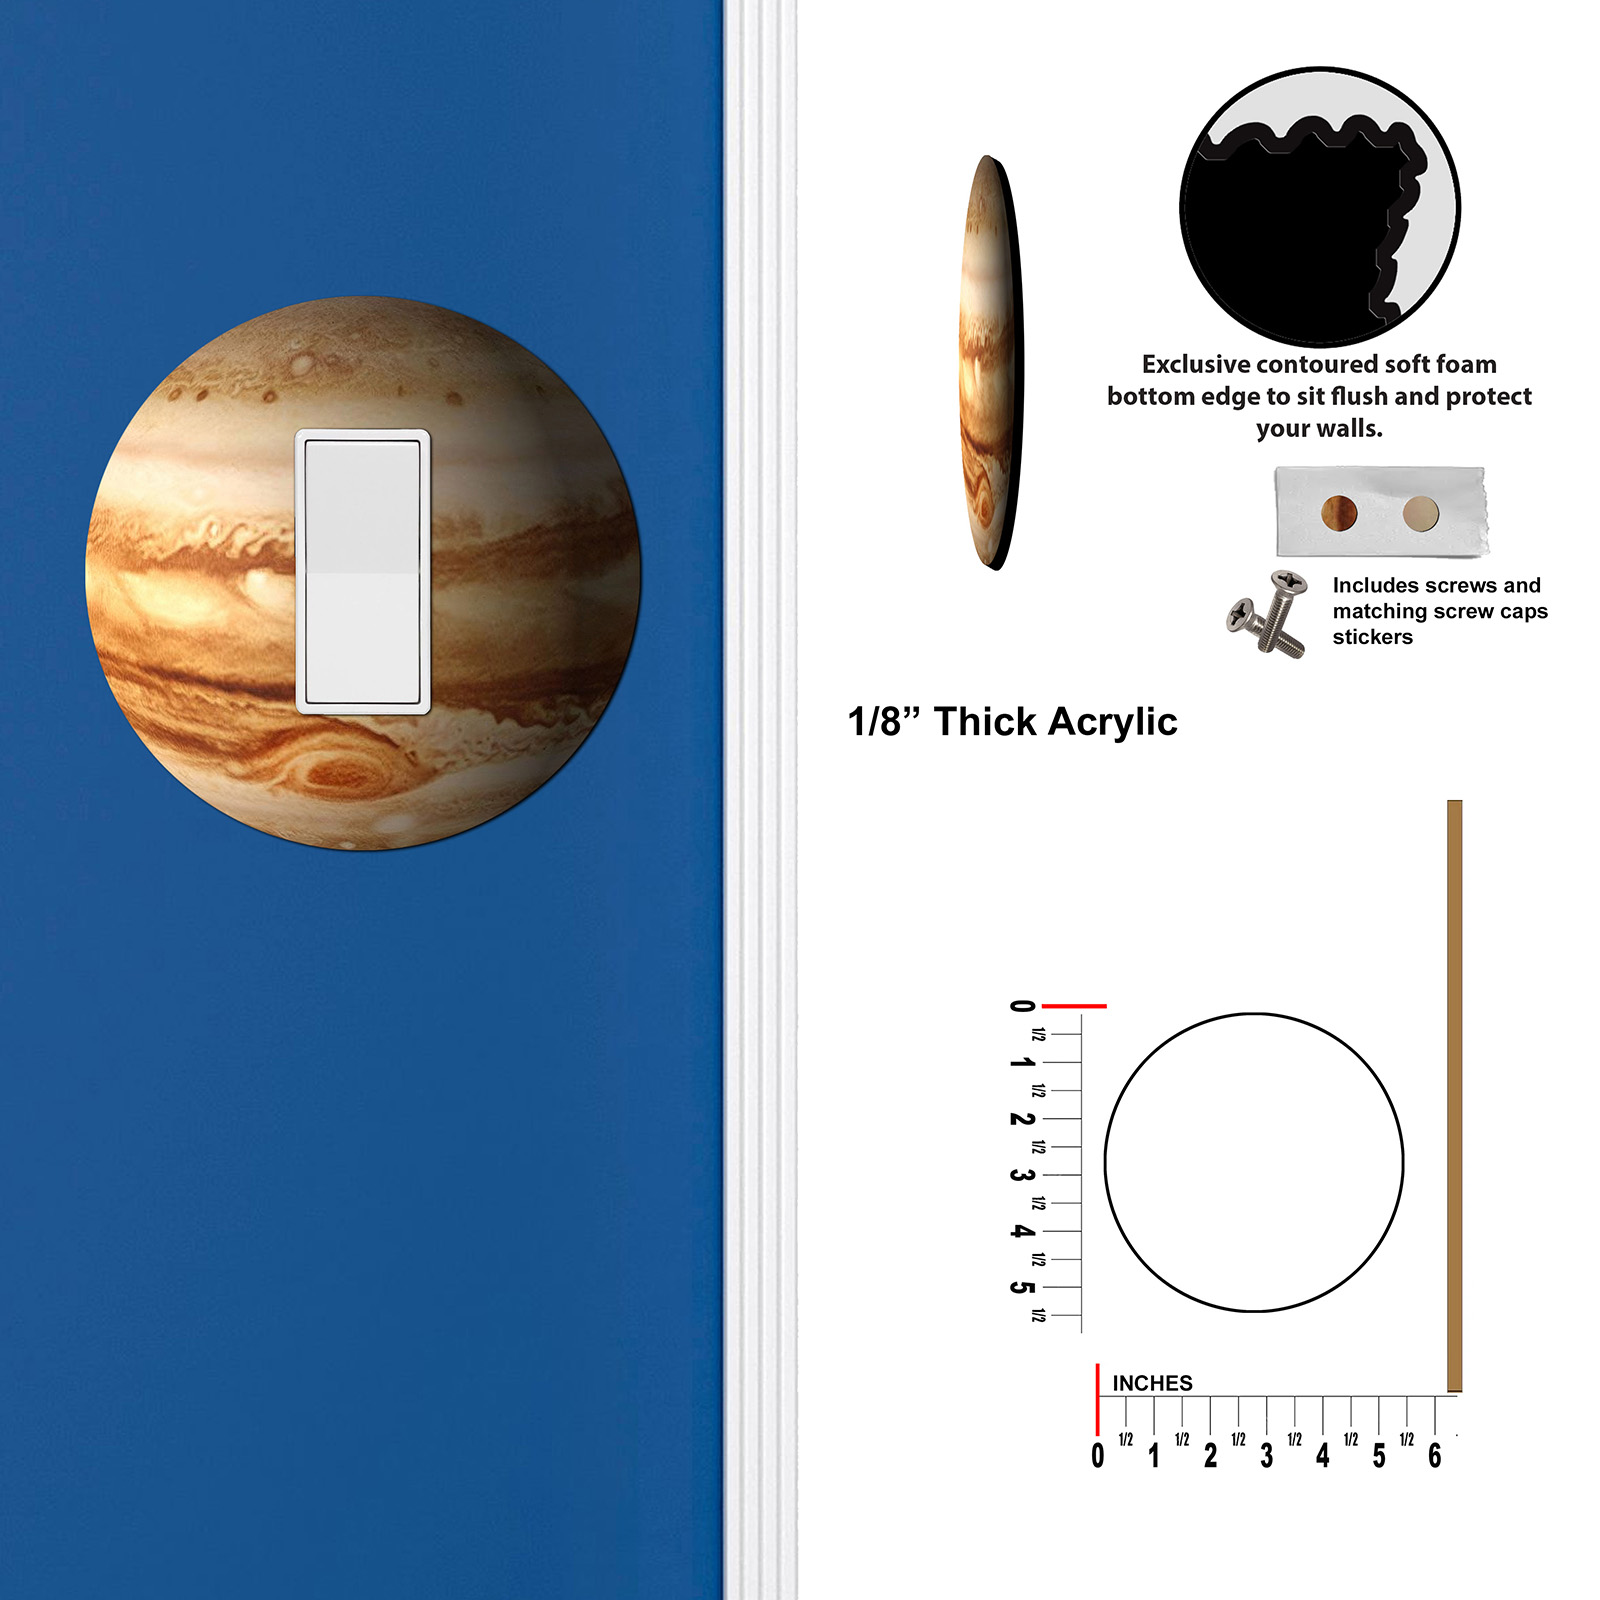 Exclusive contoured soft foam
bottom edge to sit flush and protect
your walls.
Includes screws and
matching screw caps
stickers
1/8” Thick Acrylic
0
1/2
1
1/2
2
1/2
3
1/2
4
1/2
5
1/2
INCHES
0 1/2 1 1/2 2 1/2 3 1/2 4 1/2 5 1/2 6